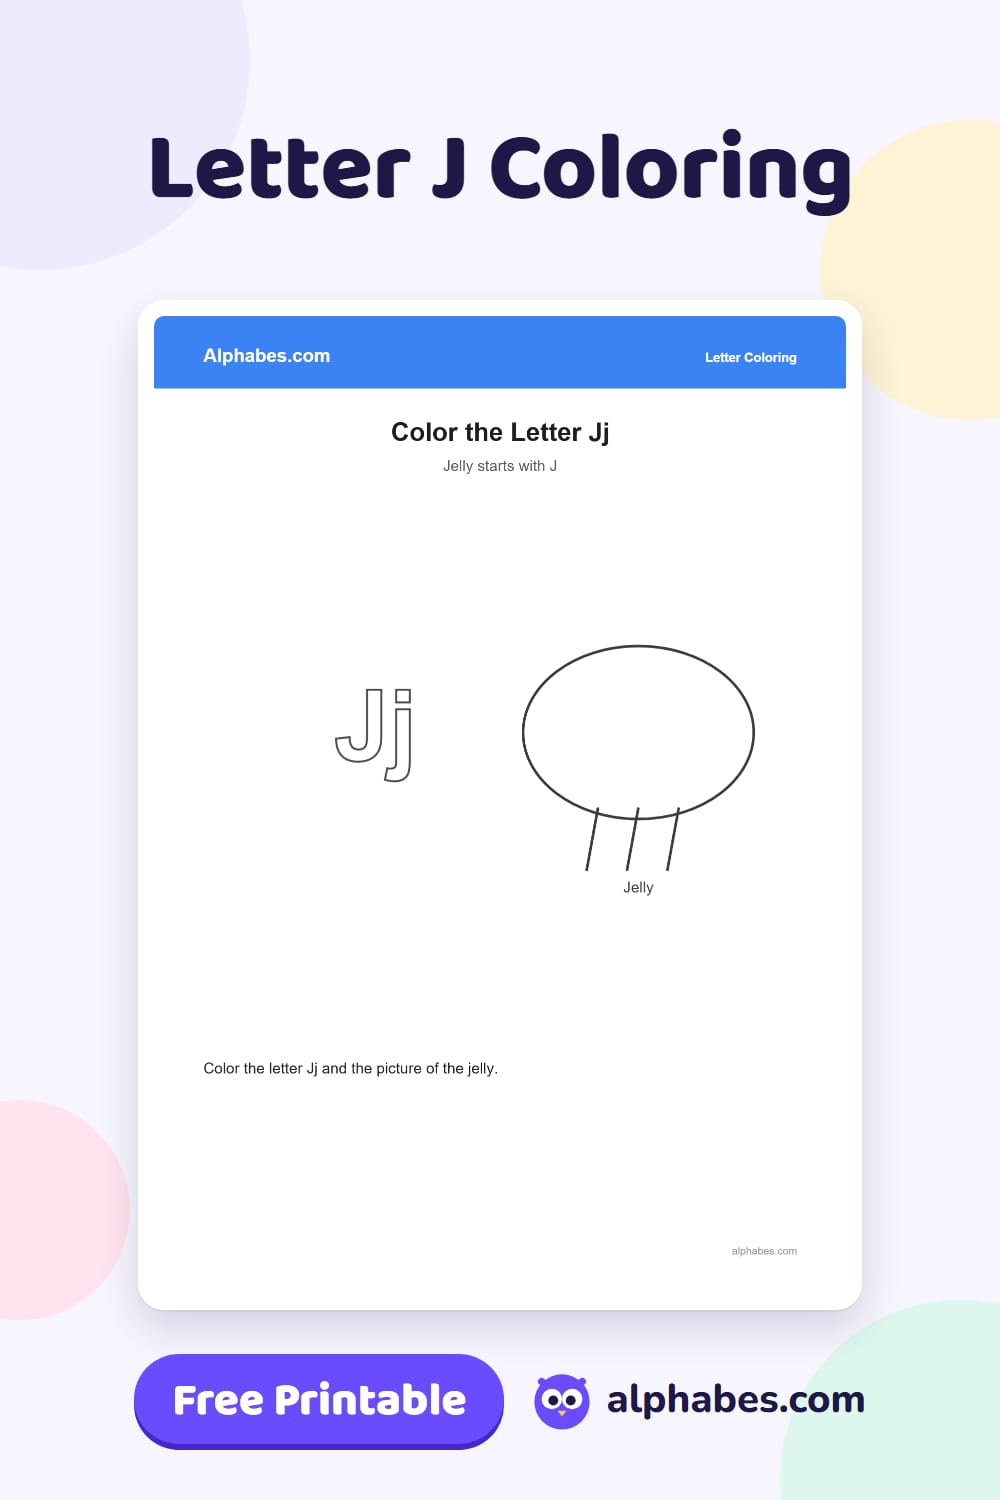 Letter J Coloring
Alphabes.com
Letter Coloring
Color the Letter Jj
Jelly starts with J
Jj
Jelly
Color the letter Jj and the picture of the jelly.
alphabes.com
Free Printable
alphabes.com